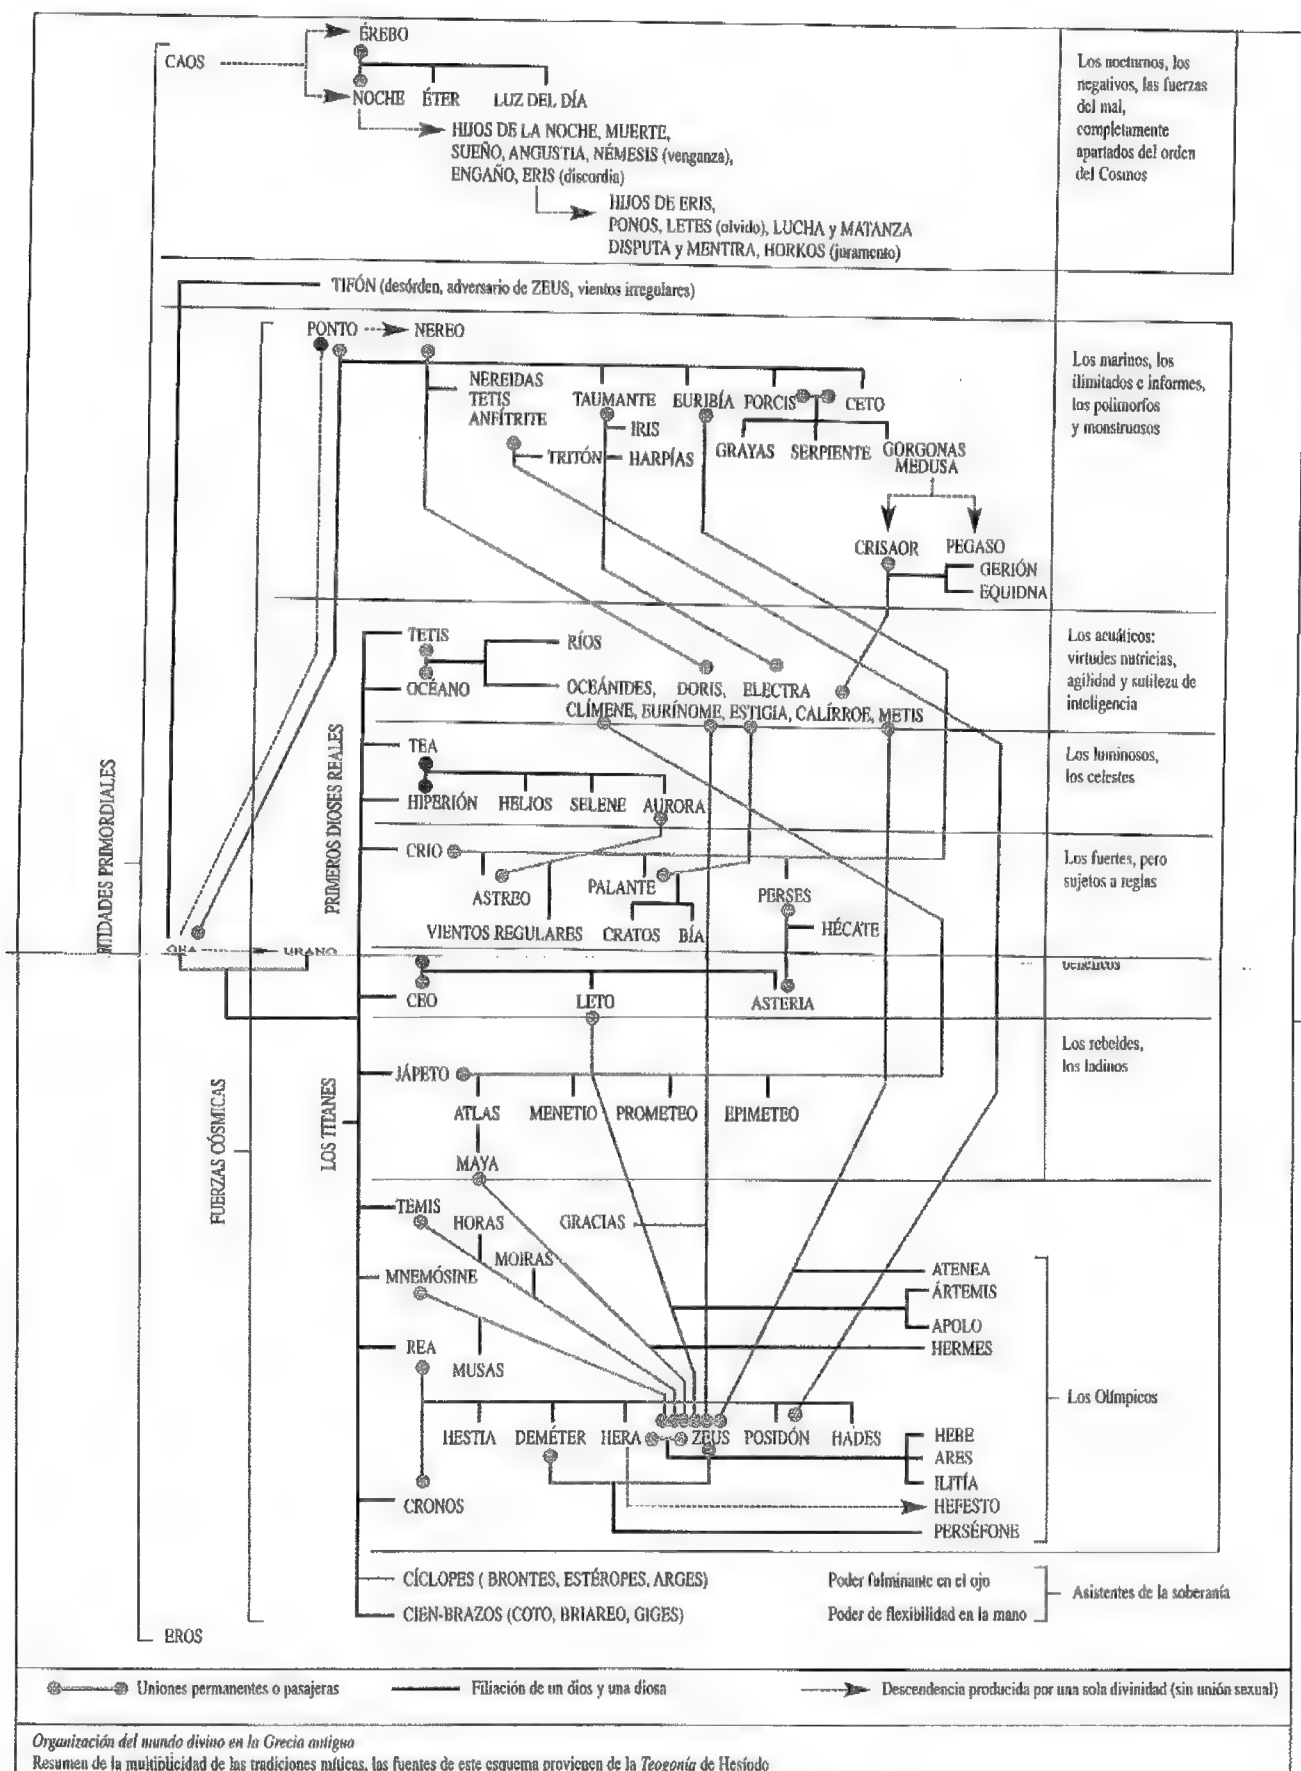 ÉREBO
CAOS
NOCHE ÉTER LUZ DEL DÍA
HIJOS DE LA NOCHE, MUERTE,
SUEÑO, ANGUSTIA, NÉMESIS (venganza),
ENGAÑO, ERIS (discordia)
HIJOS DE ERIS,
PONOS, LETES (olvido), LUCHA y MATANZA
DISPUTA y MENTIRA, HORKOS (juramento)
Los nocturnos, los
negativos, las fuerzas
del mal,
completamente
apartados del orden
del Cosmos
TIFÓN (desórden, adversario de ZEUS, vientos irregulares)
PONTO NEREO
NEREIDAS
TETIS
ANFÍTRITE
TAUMANTE EURIBÍA FORCIS CETO
IRIS
TRITÓN HARPÍAS
GRAYAS SERPIENTE GORGONAS
MEDUSA
CRISAOR PEGASO
GERIÓN
EQUIDNA
Los marinos, los
ilimitados e informes,
los polimorfos
y monstruosos
TETIS
RÍOS
OCÉANO
OCEÁNIDES, DORIS, ELECTRA
CLÍMENE, EURÍNOME, ESTIGIA, CALÍRROE, METIS
Los acuáticos:
virtudes nutricias,
agilidad y sutileza de
inteligencia
TEA
HIPERIÓN HELIOS SELENE AURORA
Los luminosos,
los celestes
CRIO
ASTREO PALANTE PERSES
VIENTOS REGULARES CRATOS BÍA HÉCATE
Los fuertes, pero
sujetos a reglas
URANO
CEO LETO ASTERIA
benéficos
JÁPETO
ATLAS MENETIO PROMETEO EPIMETEO
MAYA
Los rebeldes,
los ladinos
PRIMEROS DIOSES REALES
LOS TITANES
FUERZAS CÓSMICAS
PRIMORDIALES
TEMIS
HORAS GRACIAS
MOIRAS
MNEMÓSINE
REA
MUSAS
ATENEA
ÁRTEMIS
APOLO
HERMES
Los Olímpicos
HESTIA DEMÉTER HERA ZEUS POSIDÓN HADES
HEBE
ARES
ILITÍA
HEFESTO
PERSÉFONE
CRONOS
CÍCLOPES ( BRONTES, ESTÉROPES, ARGES) Poder fulminante en el ojo
CIEN-BRAZOS (COTO, BRIAREO, GIGES) Poder de flexibilidad en la mano
Asistentes de la soberanía
EROS
Uniones permanentes o pasajeras Filiación de un dios y una diosa Descendencia producida por una sola divinidad (sin unión sexual)
Organización del mundo divino en la Grecia antigua
Resumen de la multiplicidad de las tradiciones míticas, las fuentes de este esquema provienen de la Teogonía de Hesíodo